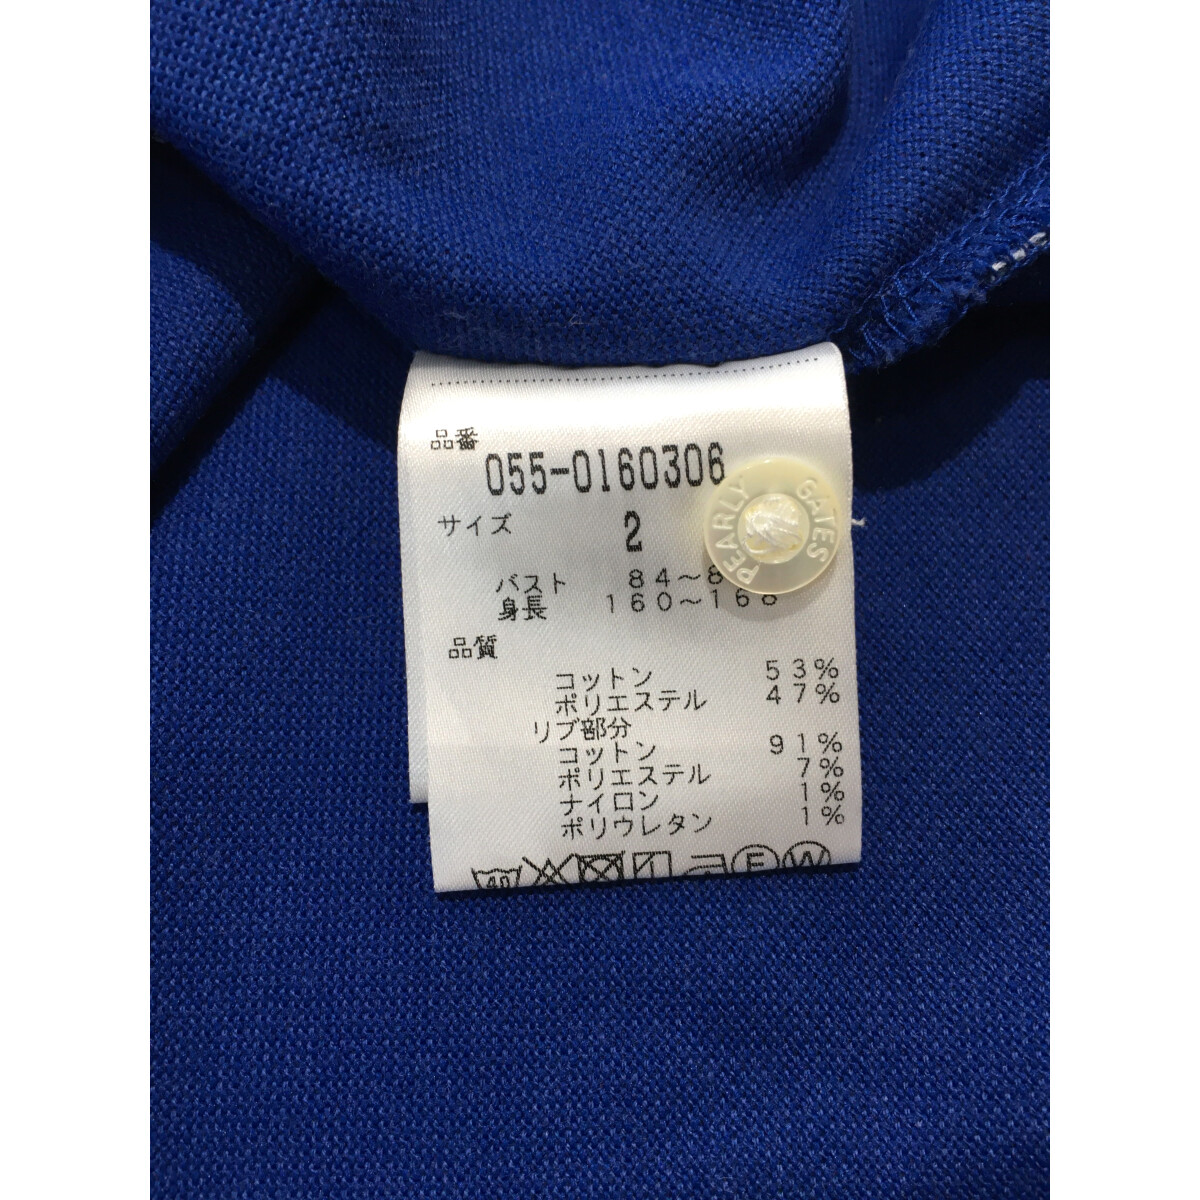 品番
055-0160306
サイズ 2
PEARLY GATES
バスト 84～8
身長 160～168
品質
コットン 53%
ポリエステル 47%
リブ部分
コットン 91%
ポリエステル 7%
ナイロン 1%
ポリウレタン 1%
40 F W